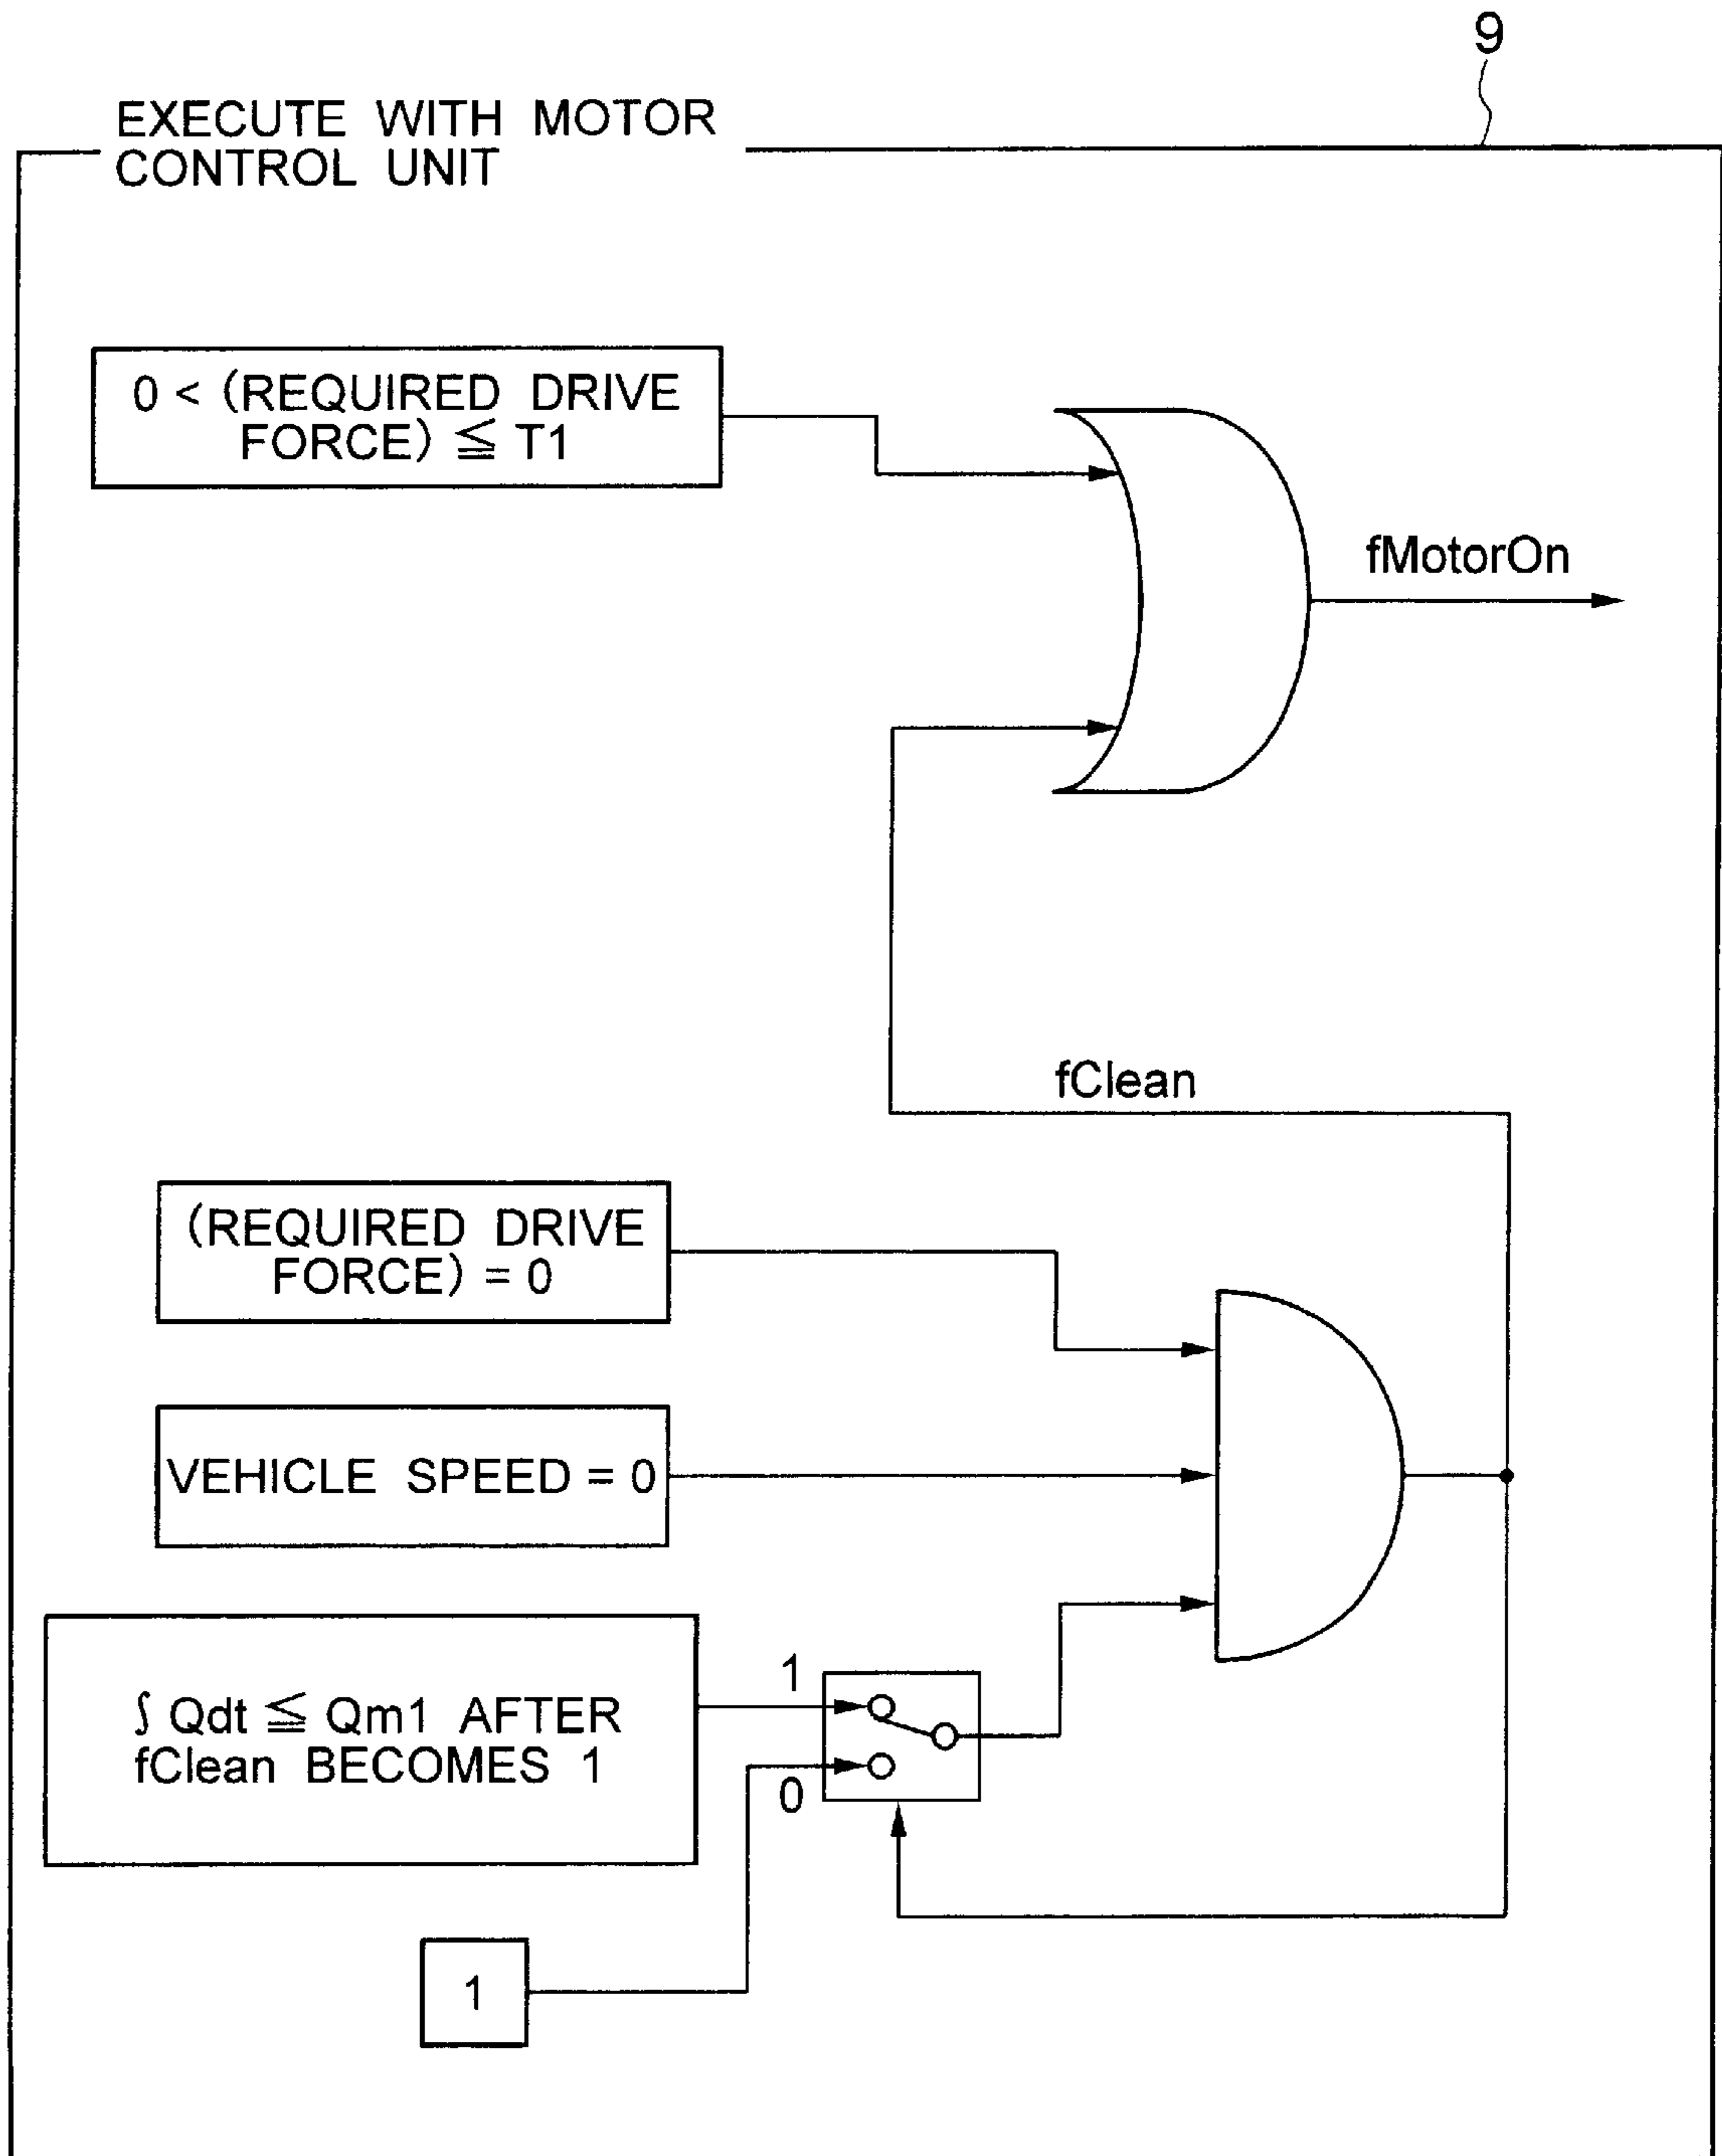 9
EXECUTE WITH MOTOR
CONTROL UNIT
0 < (REQUIRED DRIVE
FORCE) ≦ T1
fMotorOn
fClean
(REQUIRED DRIVE
FORCE) = 0
VEHICLE SPEED = 0
∫ Qdt ≦ Qm1 AFTER
fClean BECOMES 1
1
0
1